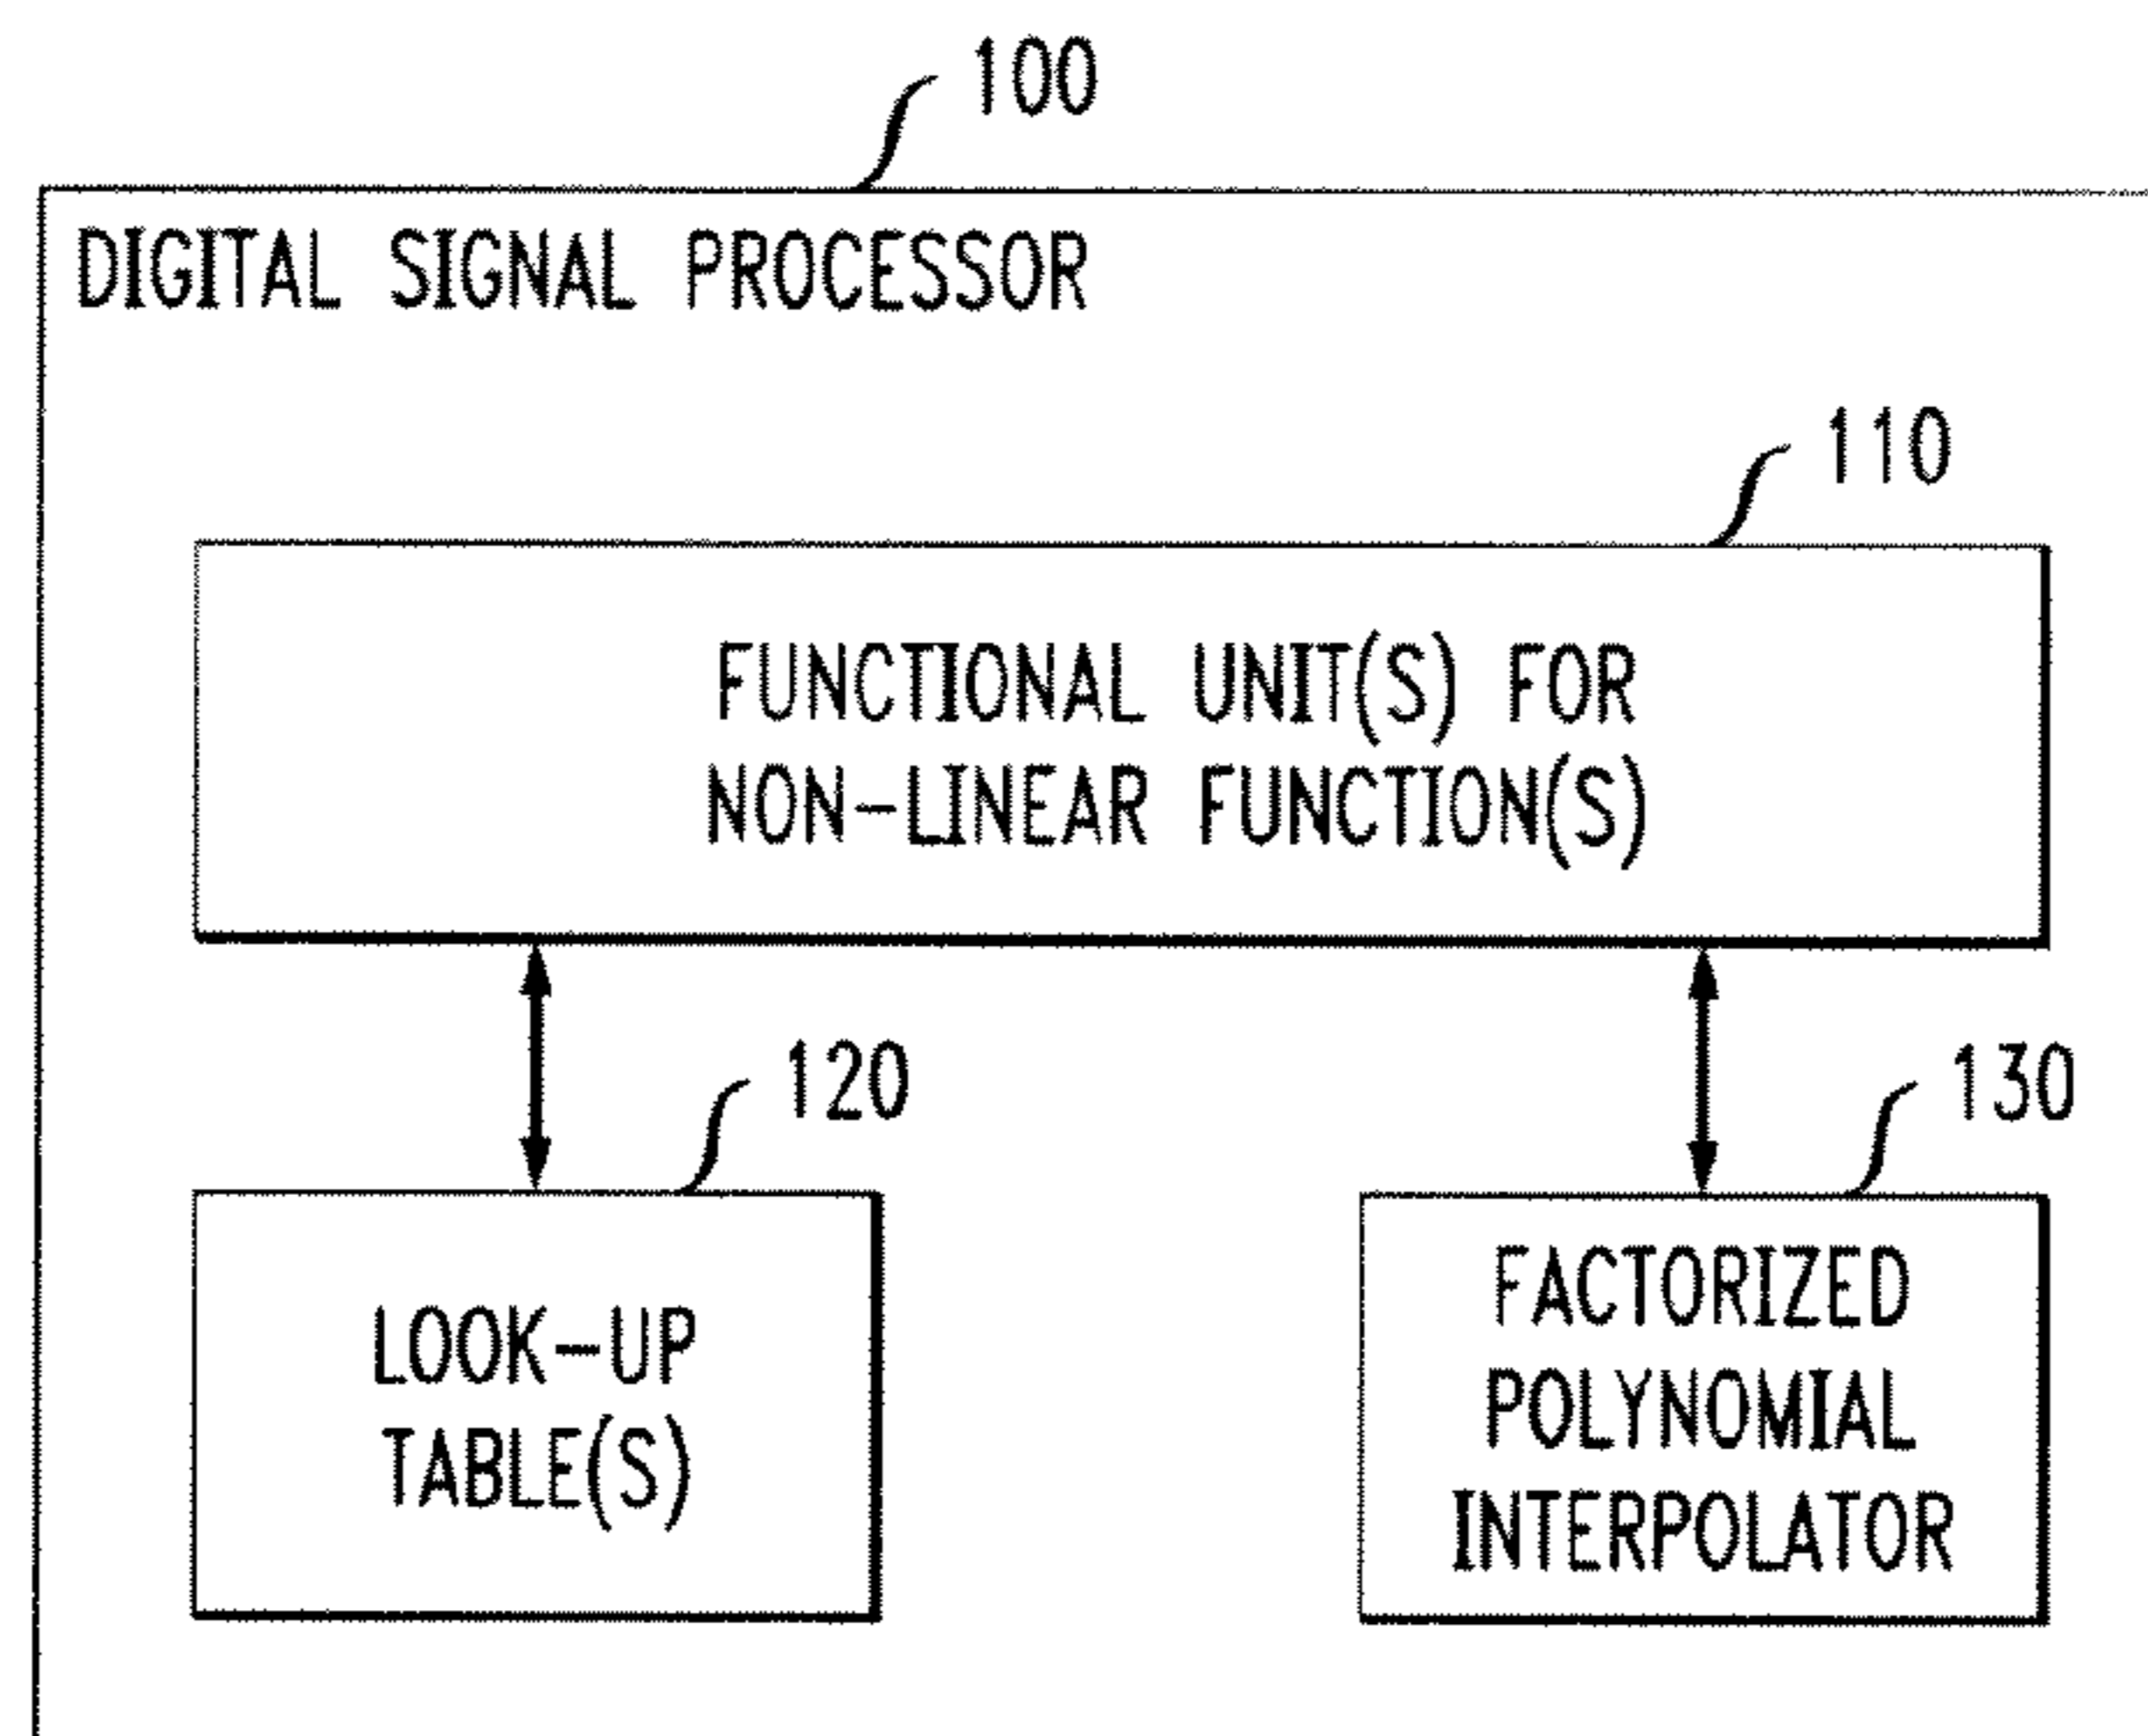 100
DIGITAL SIGNAL PROCESSOR
110
FUNCTIONAL UNIT(S) FOR
NON-LINEAR FUNCTION(S)
120
130
LOOK-UP
TABLE(S)
FACTORIZED
POLYNOMIAL
INTERPOLATOR